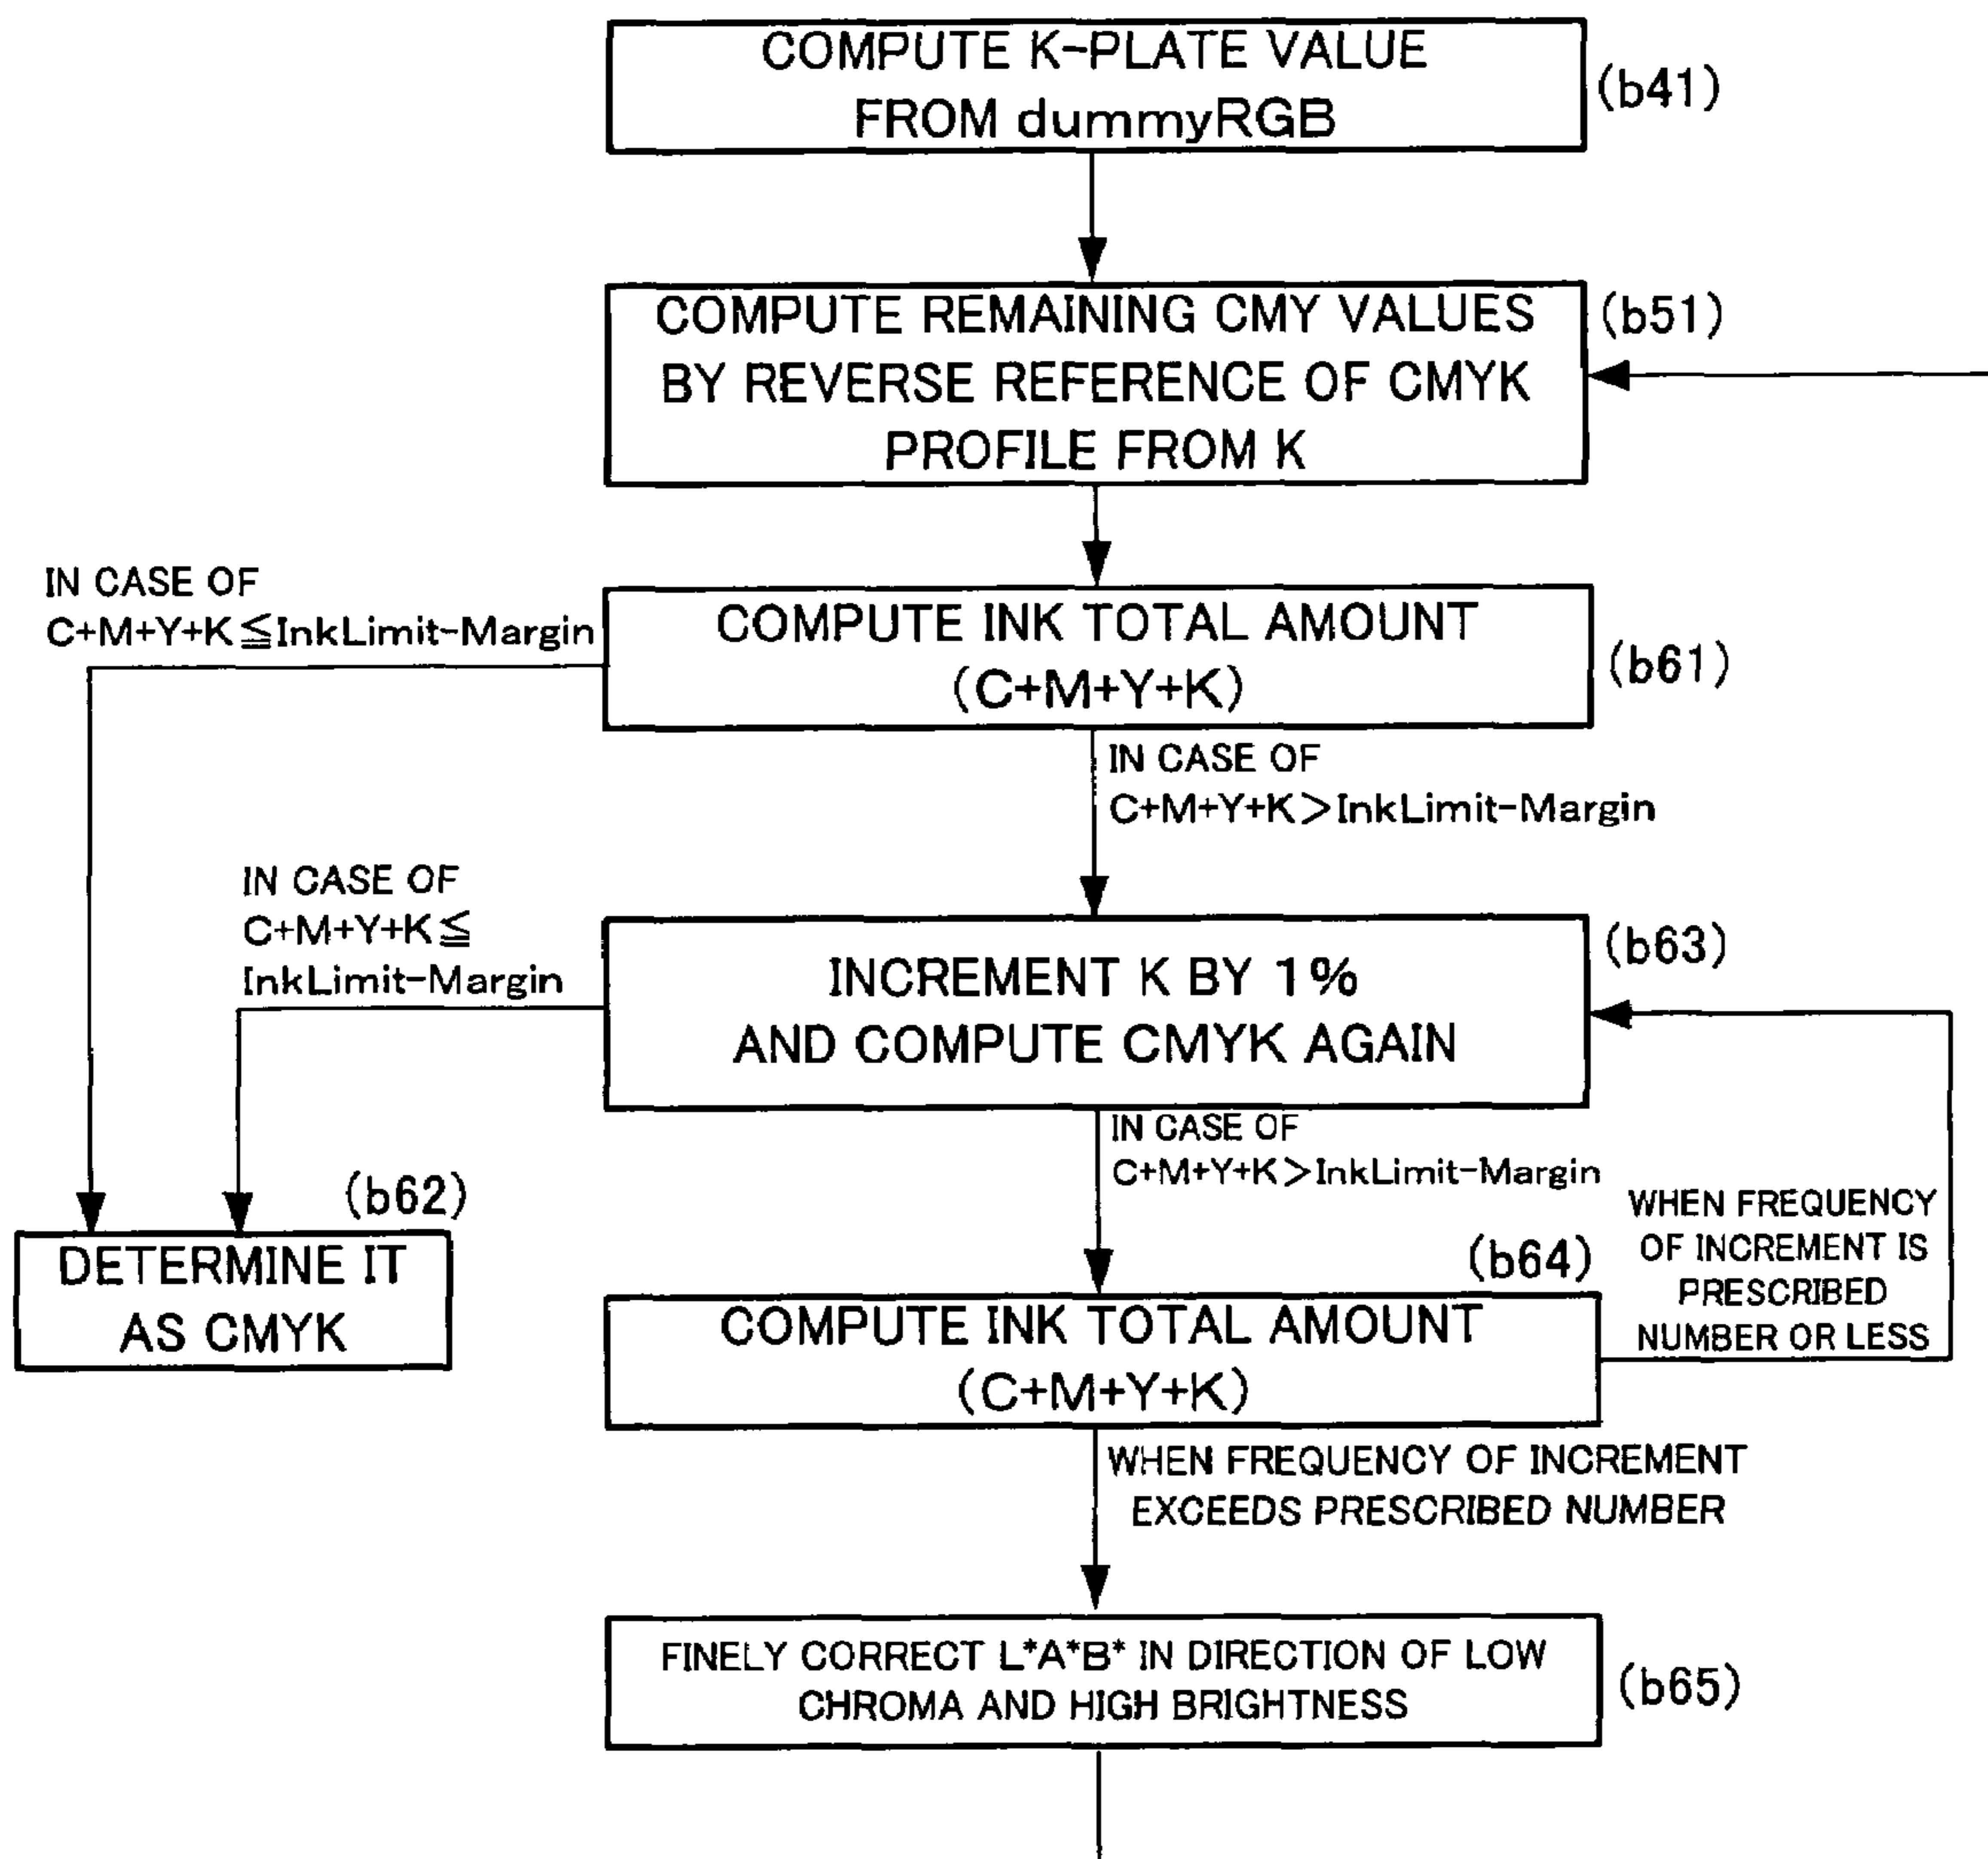 COMPUTE K-PLATE VALUE
FROM dummyRGB
(b41)
COMPUTE REMAINING CMY VALUES
BY REVERSE REFERENCE OF CMYK
PROFILE FROM K
(b51)
IN CASE OF
C+M+Y+K≦InkLimit-Margin
COMPUTE INK TOTAL AMOUNT
(C+M+Y+K)
(b61)
IN CASE OF
C+M+Y+K>InkLimit-Margin
IN CASE OF
C+M+Y+K≦
InkLimit-Margin
INCREMENT K BY 1%
AND COMPUTE CMYK AGAIN
(b63)
IN CASE OF
C+M+Y+K>InkLimit-Margin
(b62)
DETERMINE IT
AS CMYK
WHEN FREQUENCY
OF INCREMENT IS
PRESCRIBED
NUMBER OR LESS
(b64)
COMPUTE INK TOTAL AMOUNT
(C+M+Y+K)
WHEN FREQUENCY OF INCREMENT
EXCEEDS PRESCRIBED NUMBER
FINELY CORRECT L*A*B* IN DIRECTION OF LOW
CHROMA AND HIGH BRIGHTNESS
(b65)